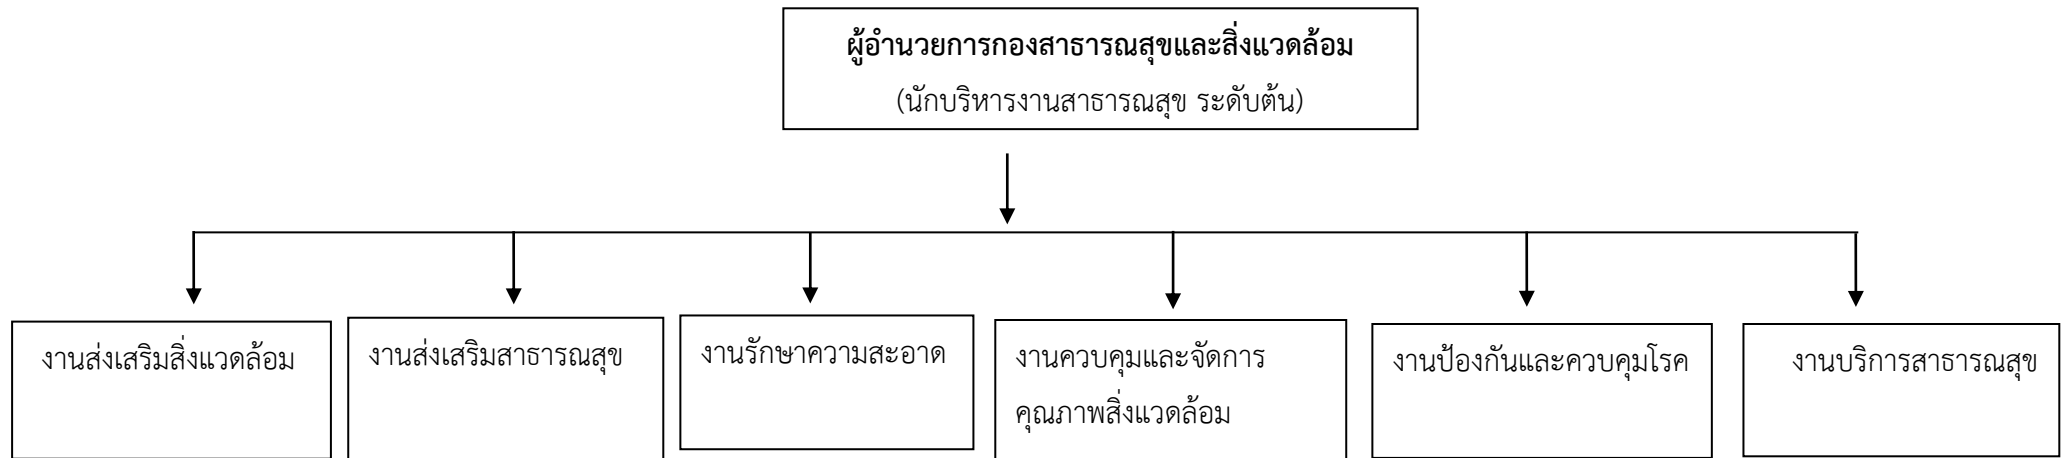 ผู้อำนวยการกองสาธารณสุขและสิ่งแวดล้อม
(นักบริหารงานสาธารณสุข ระดับต้น)
งานส่งเสริมสิ่งแวดล้อม
งานส่งเสริมสาธารณสุข
งานรักษาความสะอาด
งานควบคุมและจัดการ
คุณภาพสิ่งแวดล้อม
งานป้องกันและควบคุมโรค
งานบริการสาธารณสุข